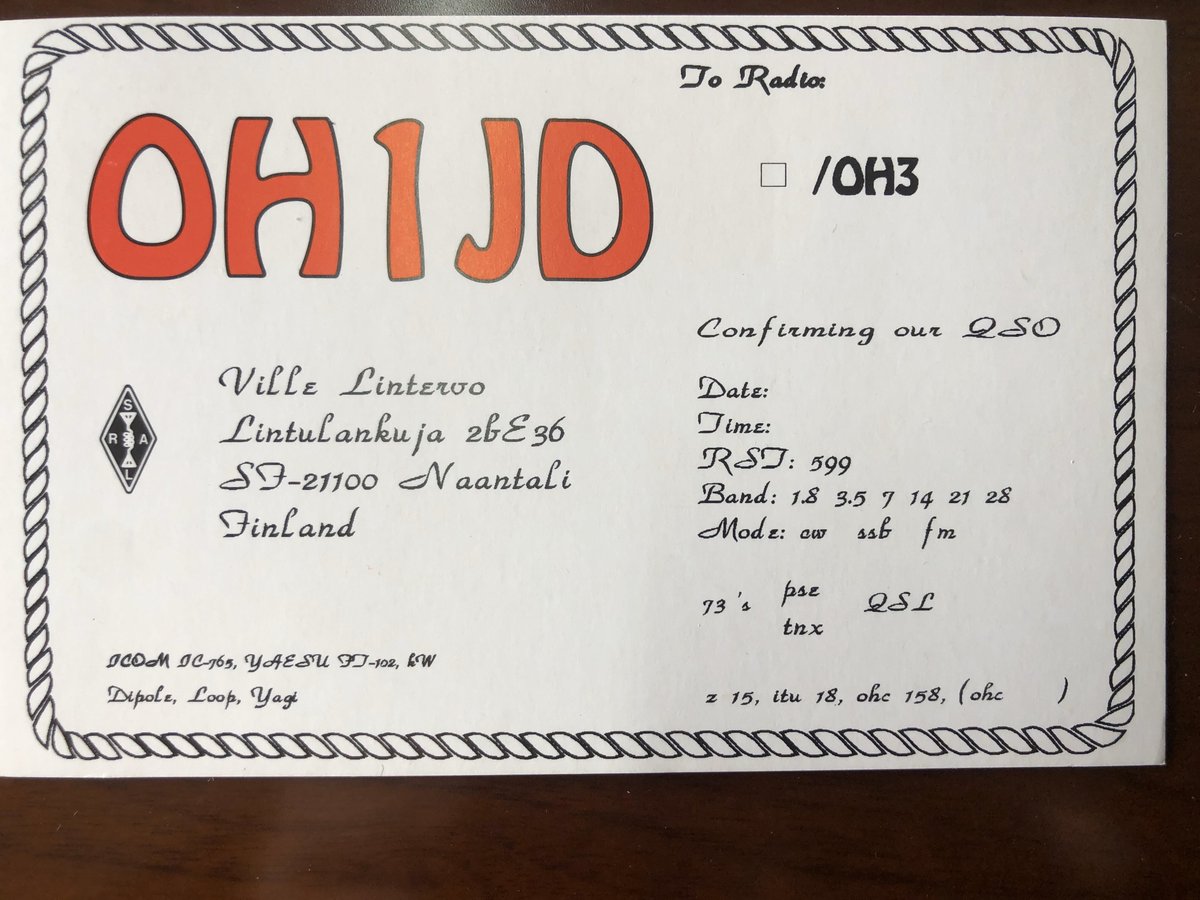 To Radio:
OH1JD
/OH3
Confirming our QSO
Ville Lintervo
Lintulankuja 2bE36
SF-21100 Naantali
Finland
S
R A
L
Date:
Time:
RST: 599
Band: 1.8 3.5 7 14 21 28
Mode: cw ssb fm
73's pse QSL
tnx
ICOM IC-765, YAESU FT-102, kW
Dipole, Loop, Yagi
z 15, itu 18, ohc 158, (ohc )